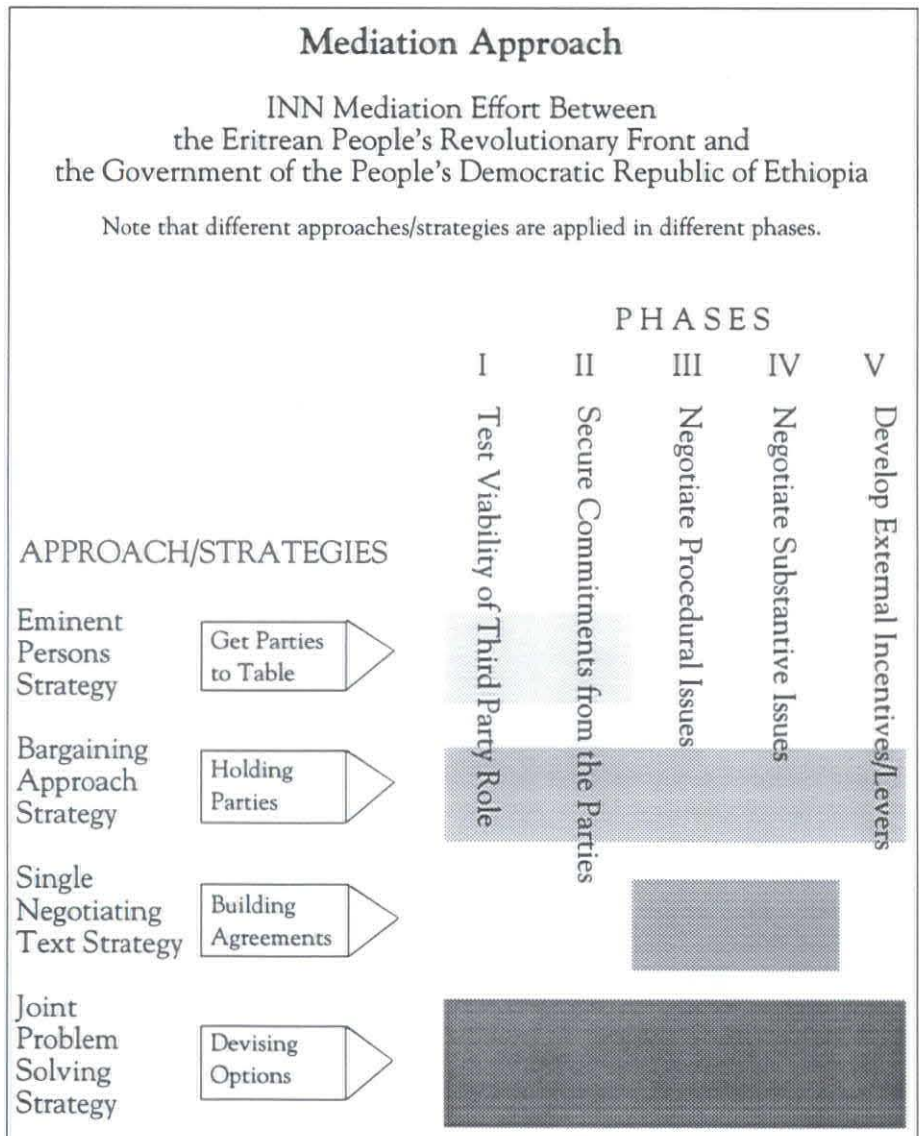 Mediation Approach
INN Mediation Effort Between
the Eritrean People's Revolutionary Front and
the Government of the People's Democratic Republic of Ethiopia
Note that different approaches/strategies are applied in different phases.
PHASES
I II III IV V
Test Viability of Third Party Role
Secure Commitments from the Parties
Negotiate Procedural Issues
Negotiate Substantive Issues
Develop External Incentives/Levers
APPROACH/STRATEGIES
Eminent
Persons
Strategy
Get Parties
to Table
Bargaining
Approach
Strategy
Holding
Parties
Single
Negotiating
Text Strategy
Building
Agreements
Joint
Problem
Solving
Strategy
Devising
Options